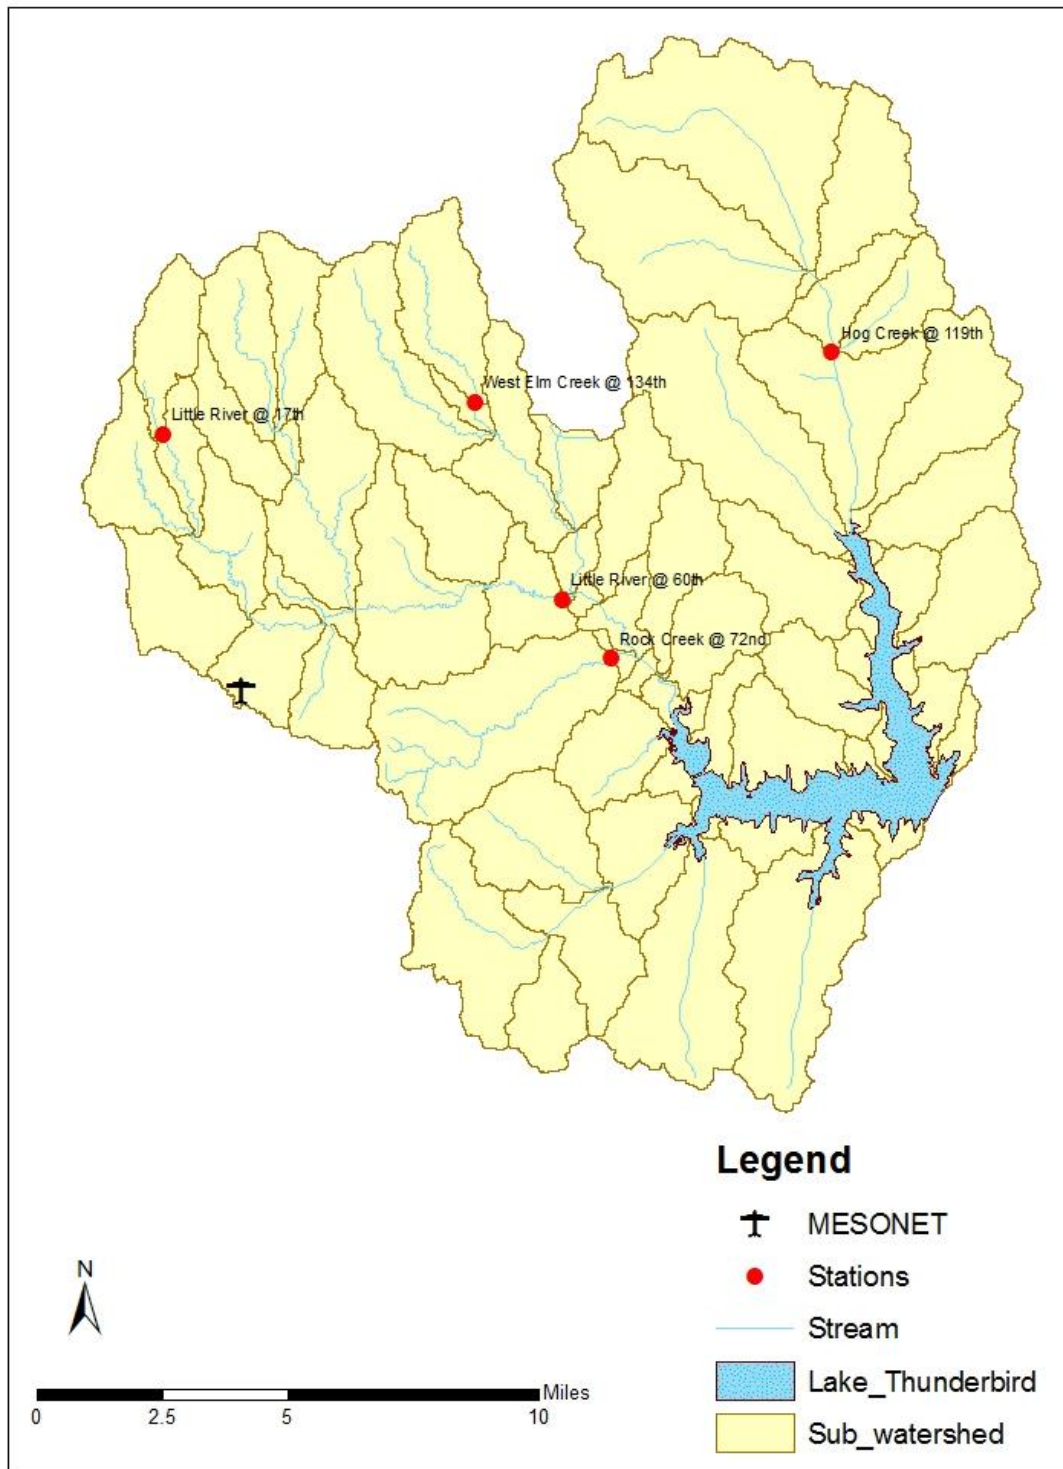 Hog Creek @ 119th
West Elm Creek @ 134th
Little River @ 17th
Little River @ 60th
Rock Creek @ 72nd
Legend
MESONET
Stations
Stream
Lake_Thunderbird
Sub_watershed
N
Miles
0 2.5 5 10